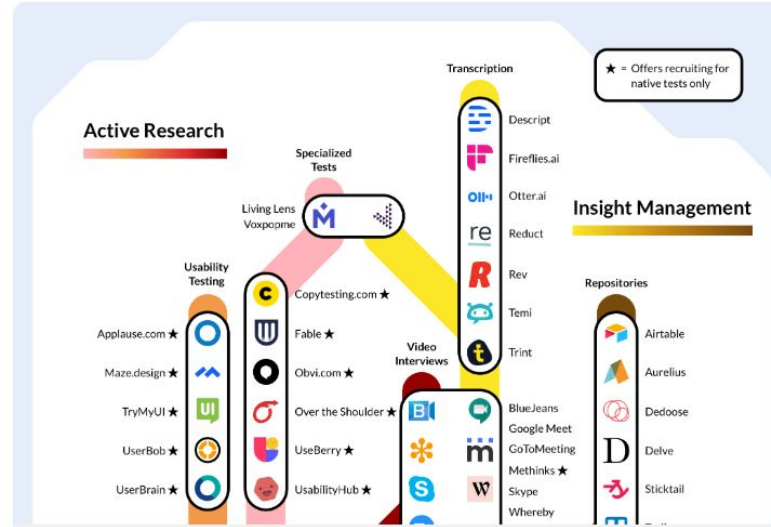 Transcription
★ = Offers recruiting for
native tests only
Descript
Active Research
Fireflies.ai
Specialized
Tests
Otter.ai
Living Lens
Voxpopme
Insight Management
re
Reduct
Usability
Testing
Rev
Repositories
Copytesting.com ★
Temi
Applause.com ★
Fable ★
Video
Interviews
Trint
Airtable
Maze.design ★
Obvi.com ★
Aurelius
TryMyUI ★
UI
Over the Shoulder ★
B
BlueJeans
Google Meet
Dedoose
UserBob ★
UseBerry ★
m
GoToMeeting
Methinks ★
D
Delve
UserBrain ★
UsabilityHub ★
S
W
Skype
Whereby
Sticktail